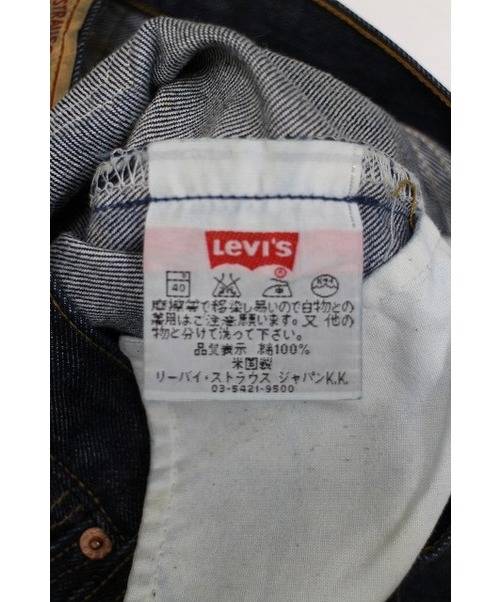 LEVI'S
40
摩擦等で移染し易いので白物との
着用はご注意願います。又他の
物と分けて洗って下さい。
品質表示 綿100%
米国製
リーバイ・ストラウス ジャパンK.K.
03-5421-9500